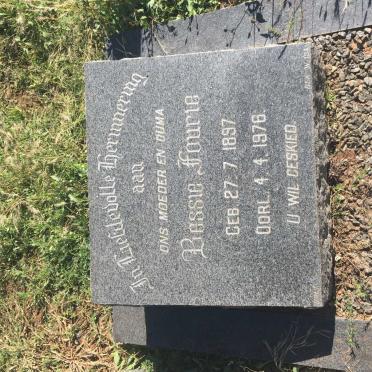 In Liefdevolle Herinnering
aan
ONS MOEDER EN OUMA
Bessie Fourie
GEB 27. 7. 1897
OORL. 4. 4. 1976.
U WIL GESKIED